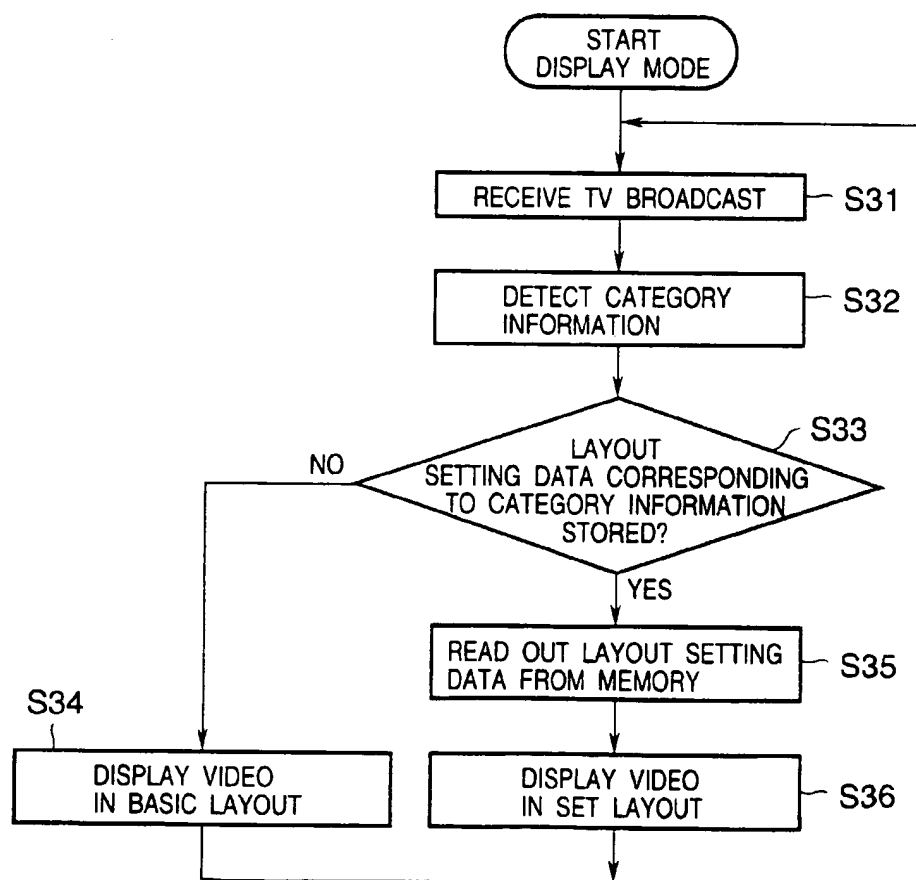 START
DISPLAY MODE
RECEIVE TV BROADCAST
S31
DETECT CATEGORY
INFORMATION
S32
S33
LAYOUT
SETTING DATA CORRESPONDING
TO CATEGORY INFORMATION
STORED?
NO
YES
READ OUT LAYOUT SETTING
DATA FROM MEMORY
S35
S34
DISPLAY VIDEO
IN BASIC LAYOUT
DISPLAY VIDEO
IN SET LAYOUT
S36